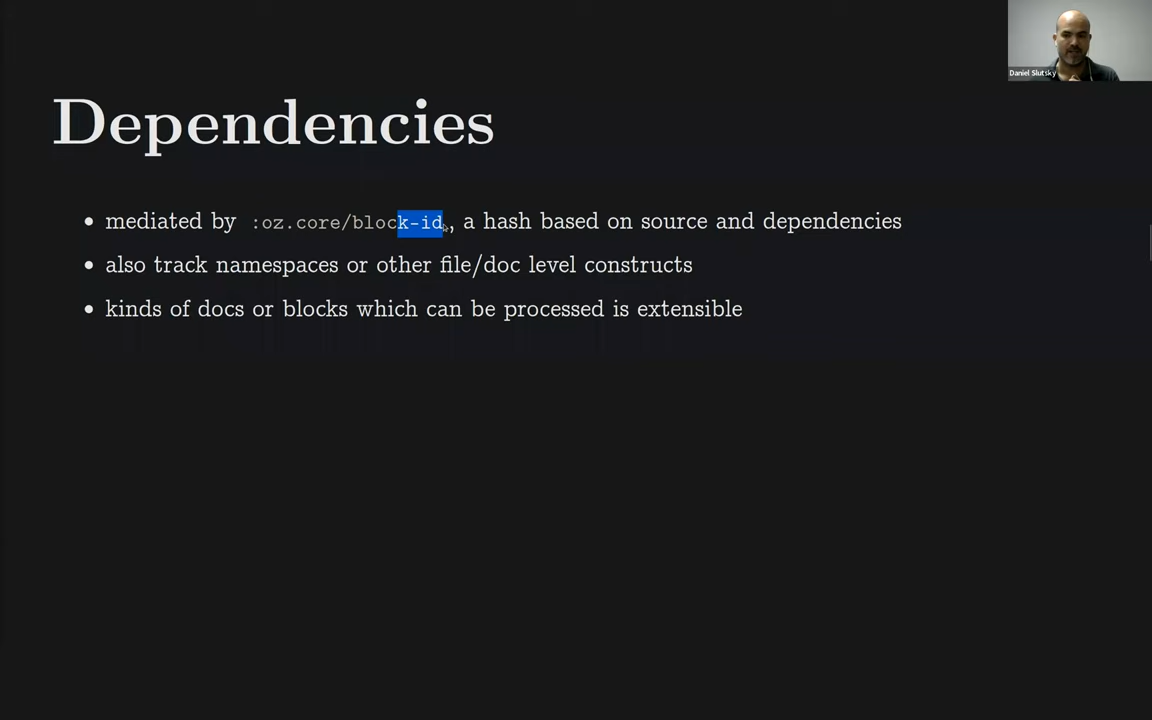 Daniel Slutsky
Dependencies
• mediated by :oz.core/block-id, a hash based on source and dependencies
• also track namespaces or other file/doc level constructs
• kinds of docs or blocks which can be processed is extensible